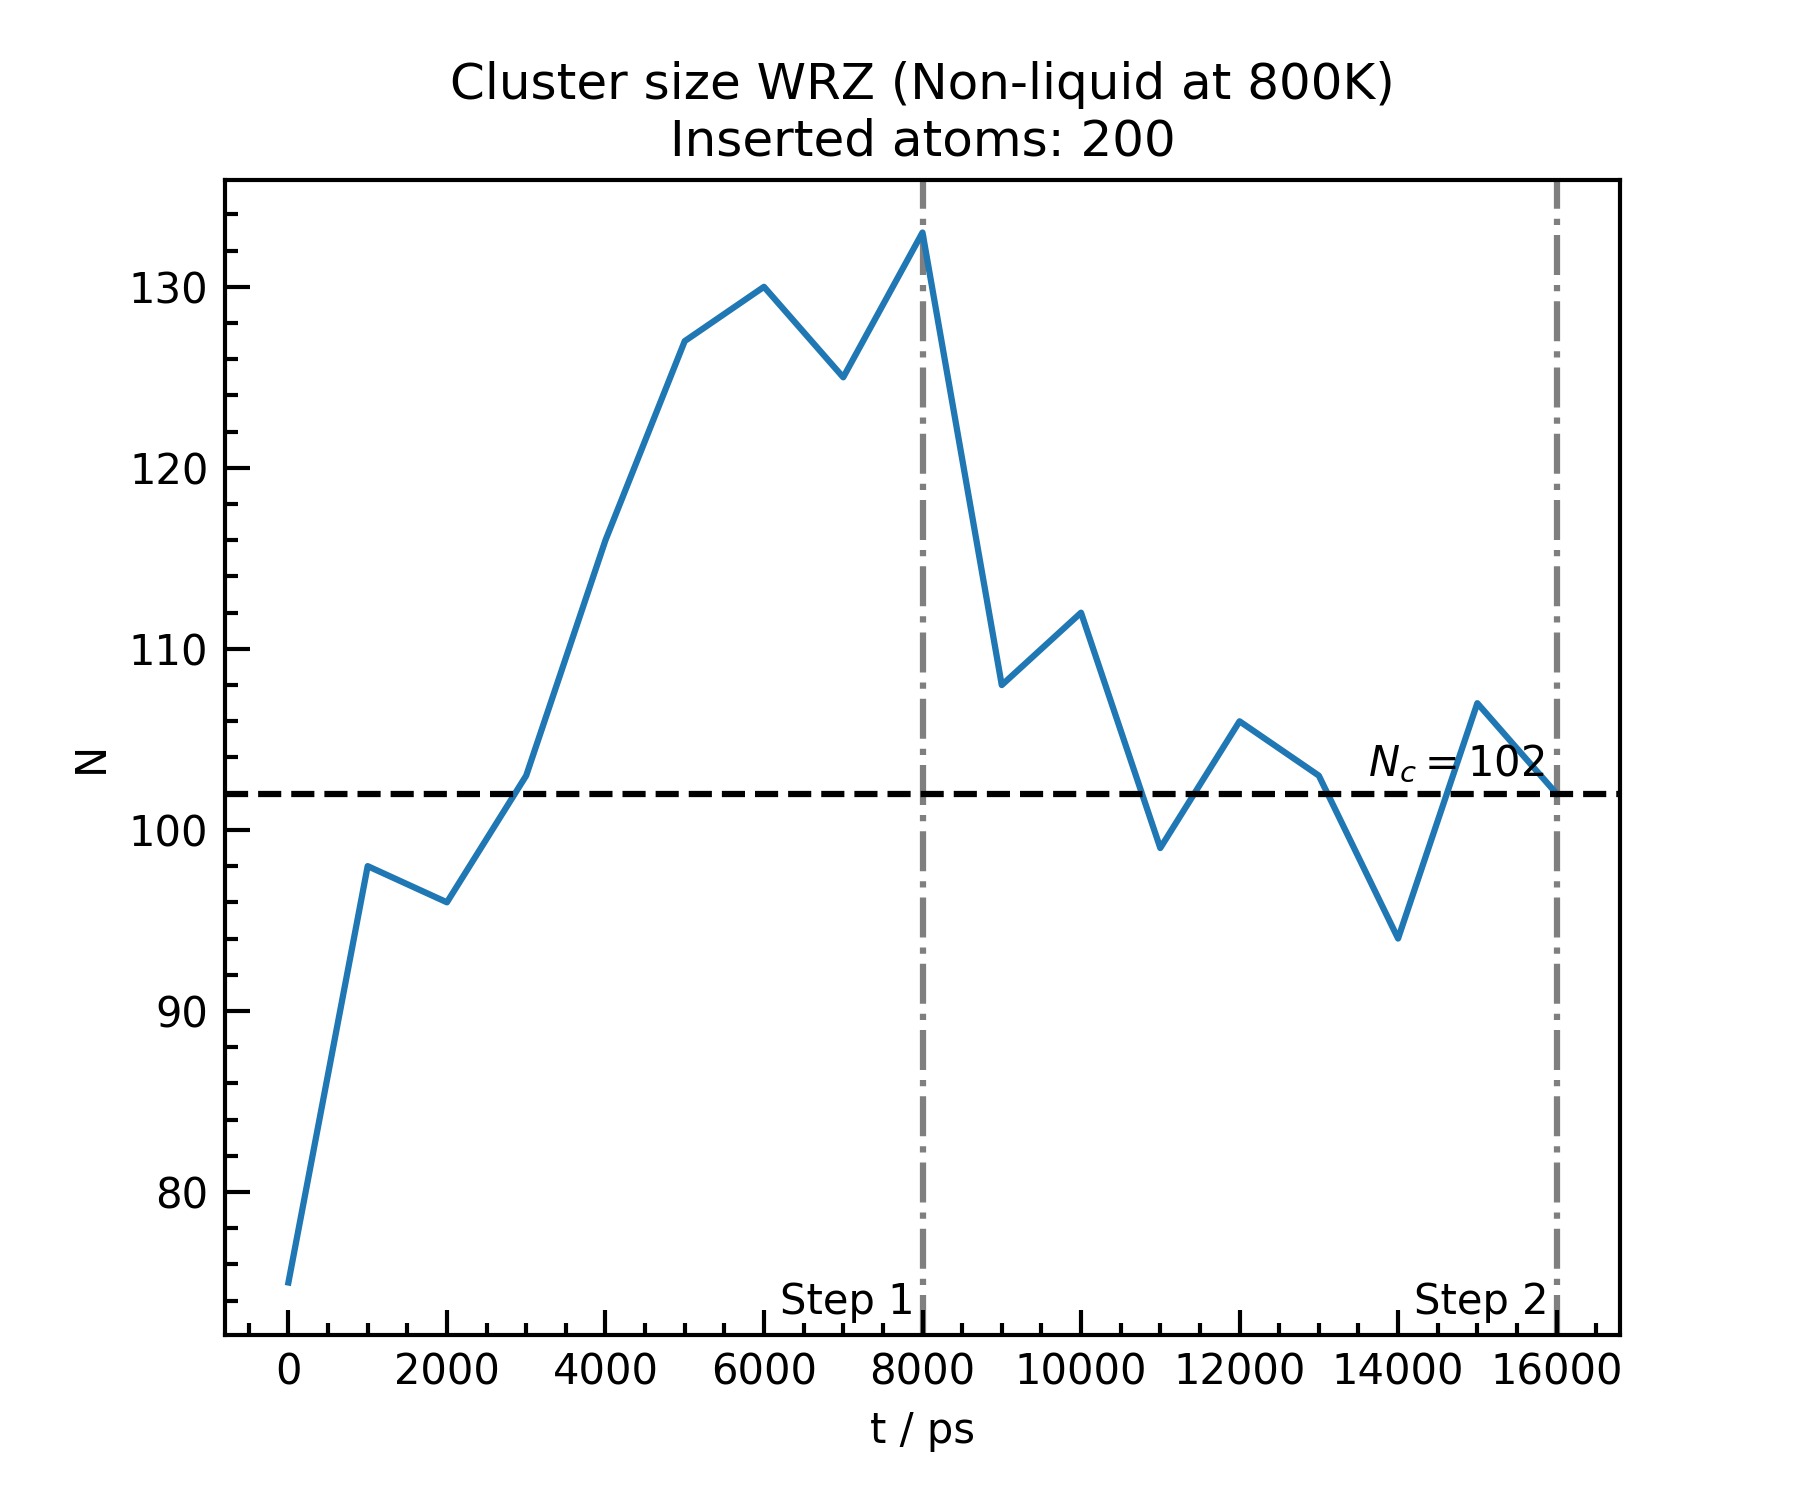 Cluster size WRZ (Non-liquid at 800K)
Inserted atoms: 200
130
120
110
100
90
80
N
N_c = 102
Step 1
Step 2
0 2000 4000 6000 8000 10000 12000 14000 16000
t / ps